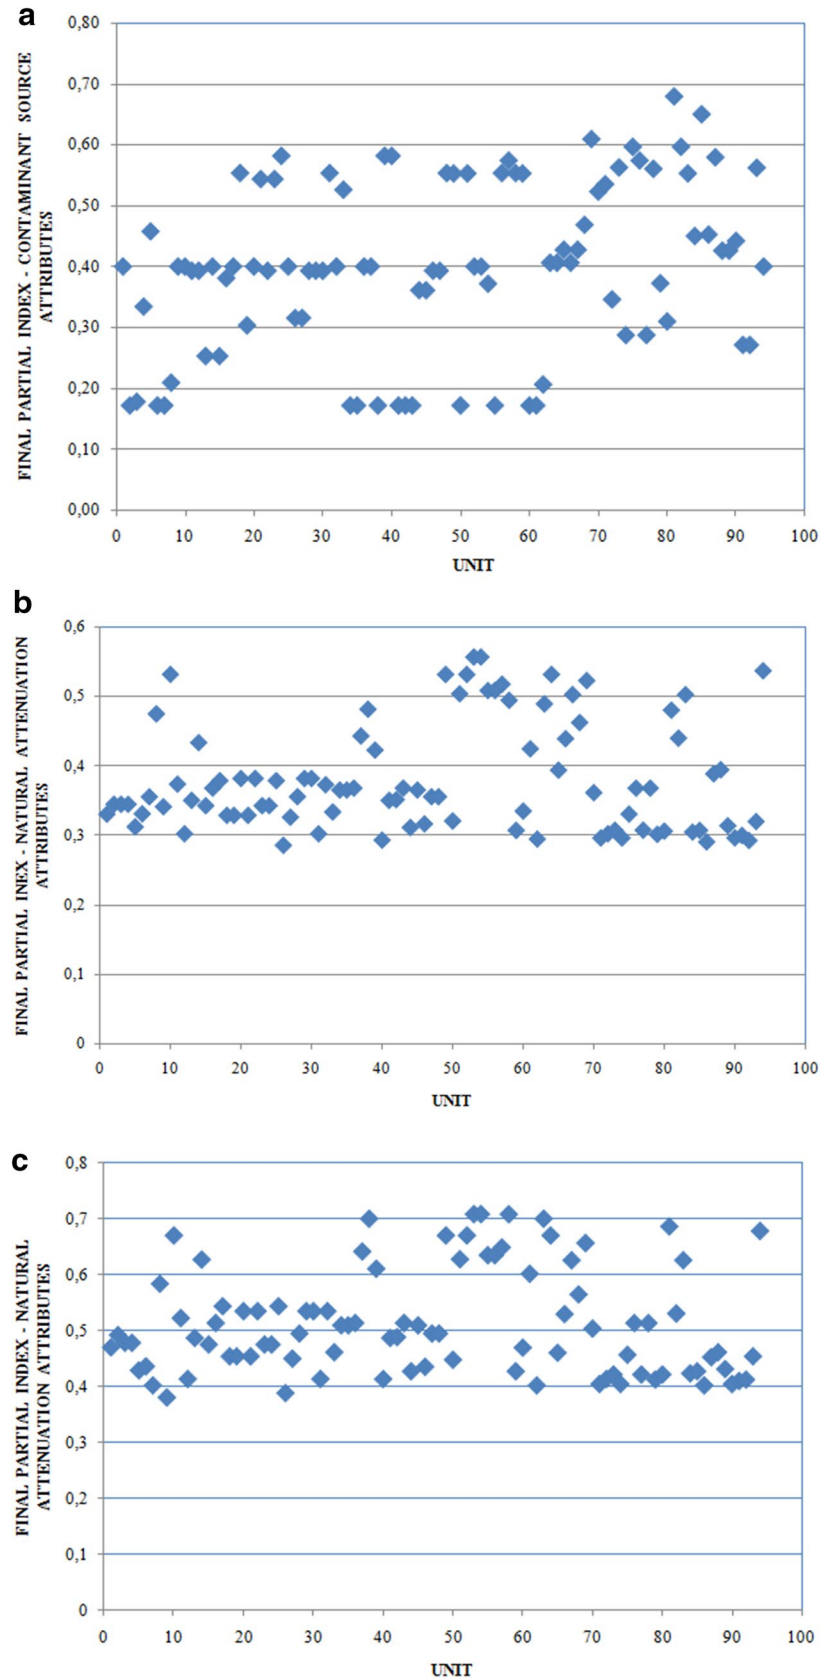 a
FINAL PARTIAL INDEX - CONTAMINANT SOURCE
ATTRIBUTES
0,80
0,70
0,60
0,50
0,40
0,30
0,20
0,10
0,00
0 10 20 30 40 50 60 70 80 90 100
UNIT
b
FINAL PARTIAL INEX - NATURAL ATTENUATION
ATTRIBUTES
0,6
0,5
0,4
0,3
0,2
0,1
0
0 10 20 30 40 50 60 70 80 90 100
UNIT
c
FINAL PARTIAL INDEX - NATURAL
ATTENUATION ATTRIBUTES
0,8
0,7
0,6
0,5
0,4
0,3
0,2
0,1
0
0 10 20 30 40 50 60 70 80 90 100
UNIT